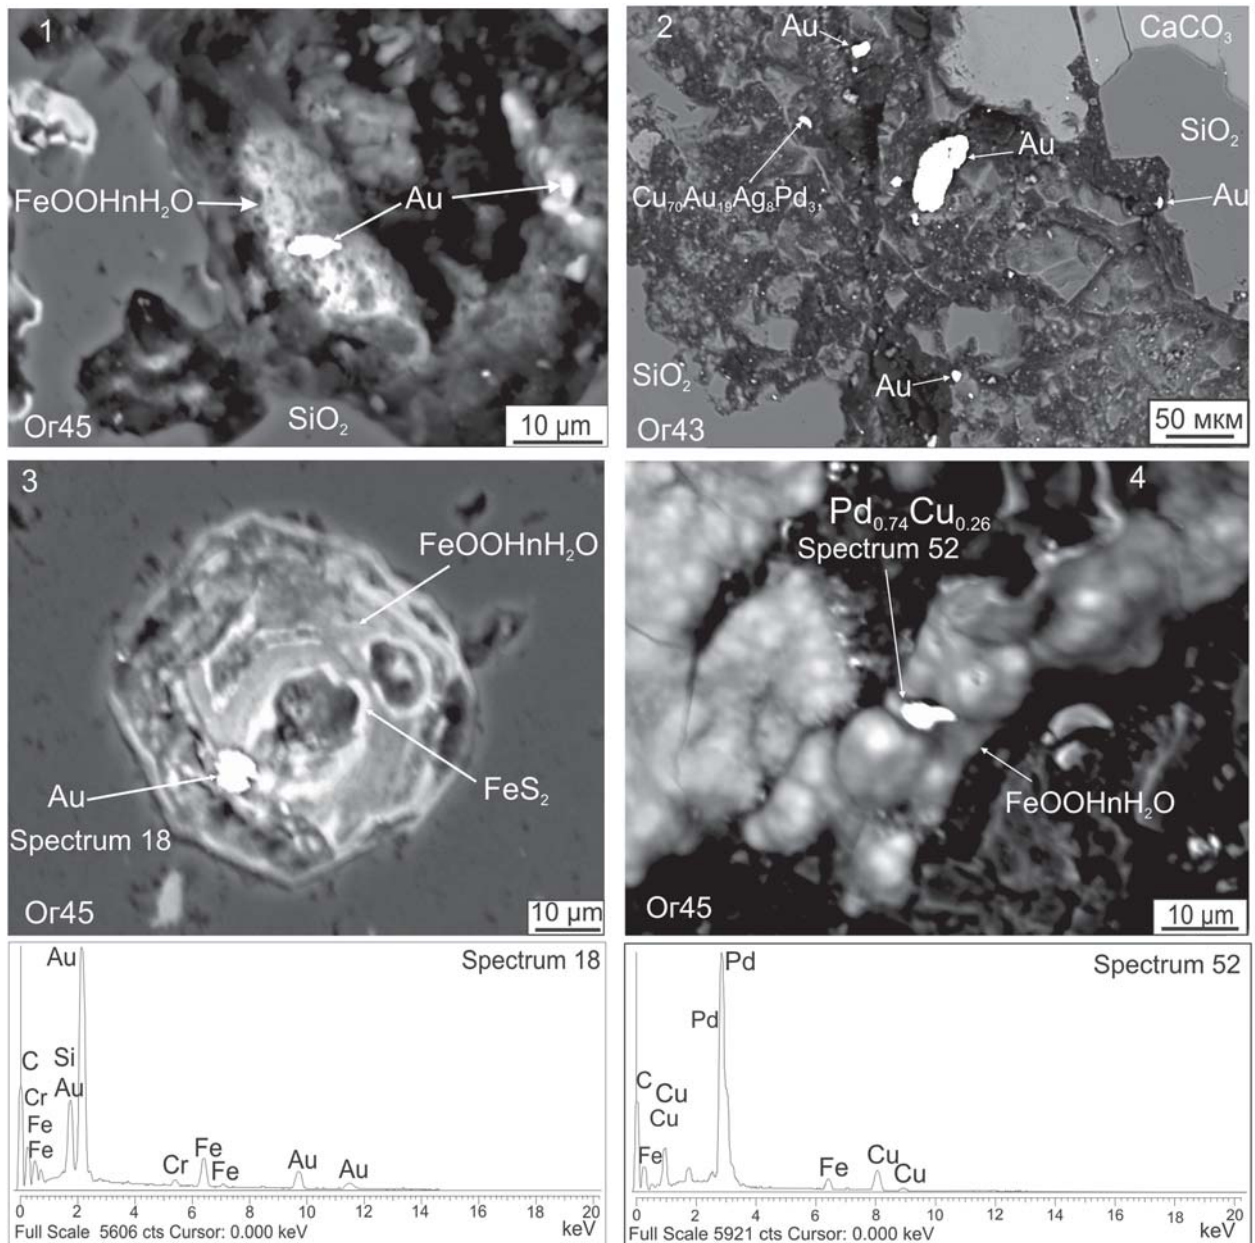 1
FeOOHnH₂O
Au
Or45
SiO₂
10 µm
2
Au
CaCO₃
SiO₂
Au
Cu₇₀Au₁₉Ag₈Pd₃,
Au
SiO₂
Au
Or43
50 мкм
3
FeOOHnH₂O
Au
FeS₂
Spectrum 18
Or45
10 µm
4
Pd₀.₇₄Cu₀.₂₆
Spectrum 52
FeOOHnH₂O
Or45
10 µm
Au
Spectrum 18
C
Si
Cr
Au
Fe
Fe
Cr
Fe
Fe
Au
Au
0 2 4 6 8 10 12 14 16 18 20
Full Scale 5606 cts Cursor: 0.000 keV
keV
Pd
Spectrum 52
Pd
C
Cu
Cu
Fe
Fe
Cu
Cu
0 2 4 6 8 10 12 14 16 18 20
Full Scale 5921 cts Cursor: 0.000 keV
keV